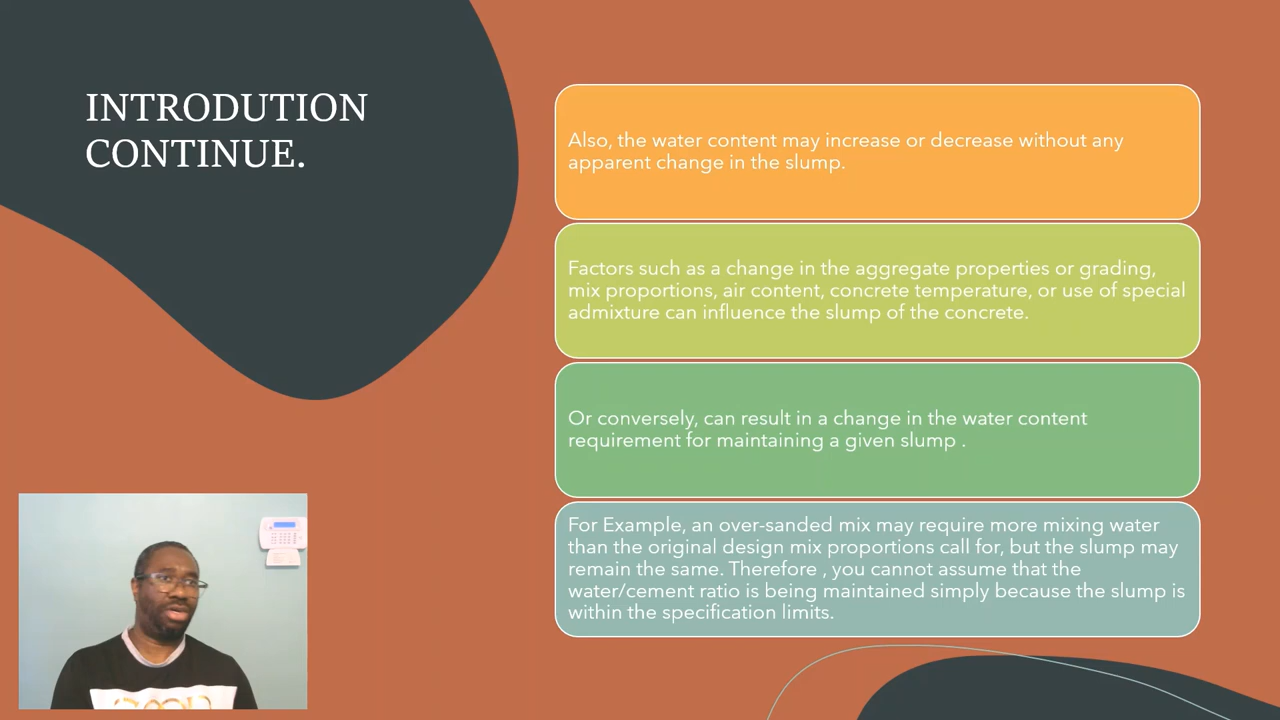 INTRODUTION
CONTINUE.
Also, the water content may increase or decrease without any
apparent change in the slump.
Factors such as a change in the aggregate properties or grading,
mix proportions, air content, concrete temperature, or use of special
admixture can influence the slump of the concrete.
Or conversely, can result in a change in the water content
requirement for maintaining a given slump .
For Example, an over-sanded mix may require more mixing water
than the original design mix proportions call for, but the slump may
remain the same. Therefore , you cannot assume that the
water/cement ratio is being maintained simply because the slump is
within the specification limits.